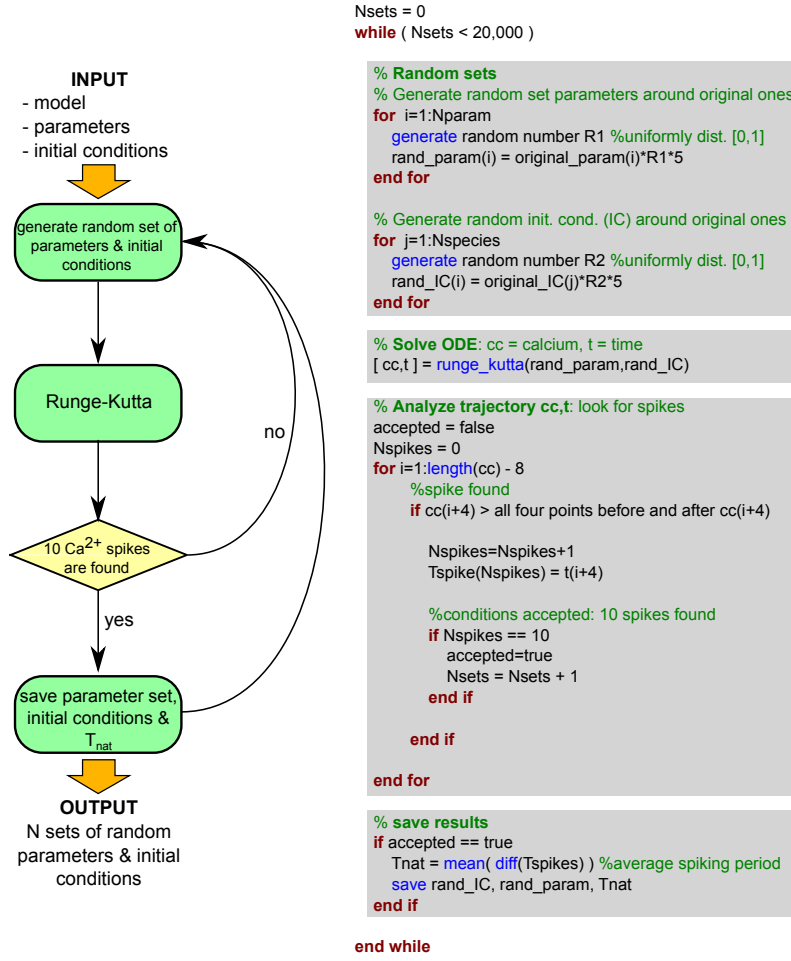 INPUT
- model
- parameters
- initial conditions
generate random set of
parameters & initial
conditions
Runge-Kutta
no
10 Ca2+ spikes
are found
yes
save parameter set,
initial conditions &
Tnat
OUTPUT
N sets of random
parameters & initial
conditions
Nsets = 0
while ( Nsets < 20,000 )
% Random sets
% Generate random set parameters around original ones
for i=1:Nparam
generate random number R1 %uniformly dist. [0,1]
rand_param(i) = original_param(i)*R1*5
end for
% Generate random init. cond. (IC) around original ones
for j=1:Nspecies
generate random number R2 %uniformly dist. [0,1]
rand_IC(i) = original_IC(j)*R2*5
end for
% Solve ODE: cc = calcium, t = time
[ cc,t ] = runge_kutta(rand_param,rand_IC)
% Analyze trajectory cc,t: look for spikes
accepted = false
Nspikes = 0
for i=1:length(cc) - 8
%spike found
if cc(i+4) > all four points before and after cc(i+4)
Nspikes=Nspikes+1
Tspike(Nspikes) = t(i+4)
%conditions accepted: 10 spikes found
if Nspikes == 10
accepted=true
Nsets = Nsets + 1
end if
end if
end for
% save results
if accepted == true
Tnat = mean( diff(Tspikes) ) %average spiking period
save rand_IC, rand_param, Tnat
end if
end while